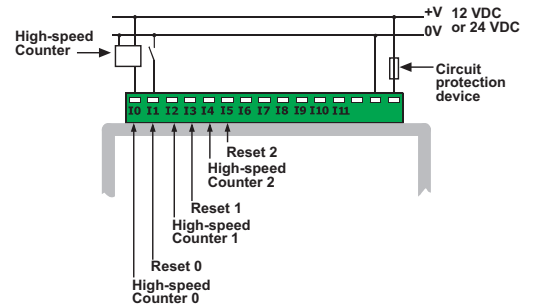 +V 12 VDC
0V or 24 VDC
High-speed
Counter
Circuit
protection
device
I0 I1 I2 I3 I4 I5 I6 I7 I8 I9 I10 I11
Reset 2
High-speed
Counter 2
Reset 1
High-speed
Counter 1
Reset 0
High-speed
Counter 0